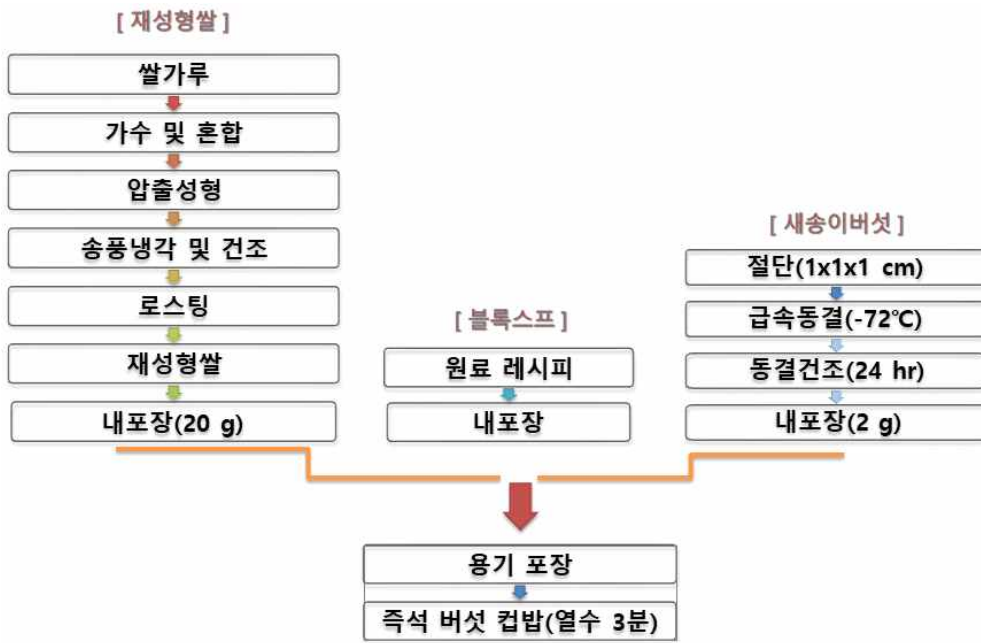 [ 재성형쌀 ]
쌀가루
가수 및 혼합
압출성형
송풍냉각 및 건조
로스팅
재성형쌀
내포장(20 g)
[ 블록스프 ]
원료 레시피
내포장
[ 새송이버섯 ]
절단(1x1x1 cm)
급속동결(-72℃)
동결건조(24 hr)
내포장(2 g)
용기 포장
즉석 버섯 컵밥(열수 3분)